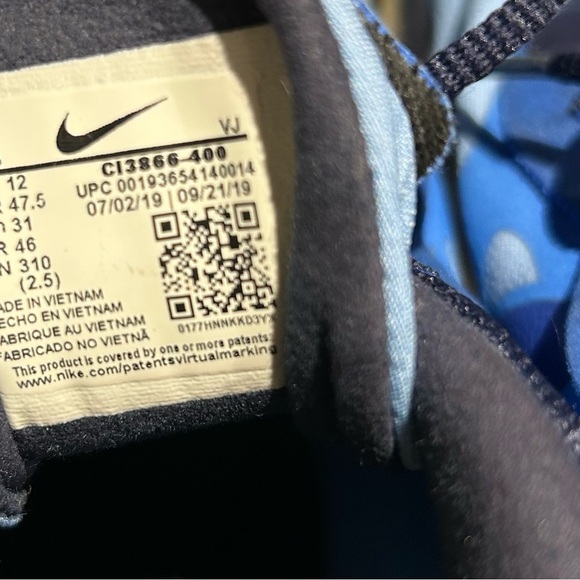 VJ
CI3866-400
UPC 00193654140014
07/02/19 | 09/21/19
12
R 47.5
31
R 46
N 310
(2.5)
ADE IN VIETNAM
ECHO EN VIETNAM
FABRIQUE AU VIETNAM
FABRICADO NO VIETNÃ
0177HNNKKD3YX
This product is covered by one or more patents:
www.nike.com/patentsvirtualmarking